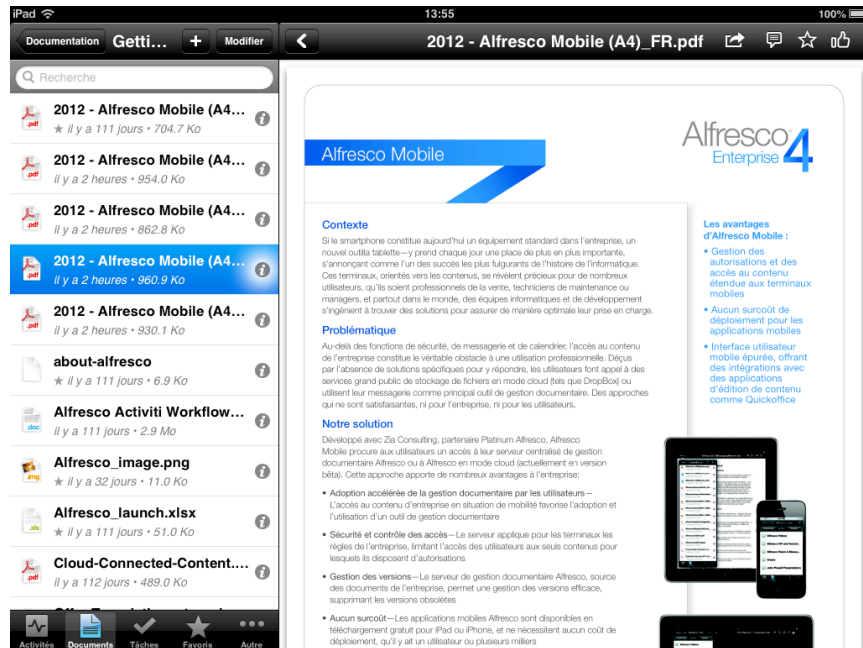 iPad
13:55
100%
Documentation
Getti...
+
Modifier
2012 - Alfresco Mobile (A4)_FR.pdf
Recherche
2012 - Alfresco Mobile (A4...
★ il y a 111 jours • 704.7 Ko
2012 - Alfresco Mobile (A4...
il y a 2 heures • 954.0 Ko
2012 - Alfresco Mobile (A4...
il y a 2 heures • 862.8 Ko
2012 - Alfresco Mobile (A4...
il y a 2 heures • 960.9 Ko
2012 - Alfresco Mobile (A4...
il y a 2 heures • 930.1 Ko
about-alfresco
★ il y a 111 jours • 6.9 Ko
Alfresco Activiti Workflow...
il y a 111 jours • 2.9 Mo
Alfresco_image.png
★ il y a 32 jours • 11.0 Ko
Alfresco_launch.xlsx
★ il y a 111 jours • 51.0 Ko
Cloud-Connected-Content....
il y a 112 jours • 489.0 Ko
Activités
Documents
Tâches
Favoris
Autre
Alfresco Mobile
Alfresco 4
Enterprise
Contexte
Si le smartphone constitue aujourd'hui un équipement standard dans l'entreprise, un
nouvel outilla tablette—y prend chaque jour une place de plus en plus importante,
s'annonçant comme l'un des succès les plus fulgurants de l'histoire de l'informatique.
Ces terminaux, orientés vers les contenus, se révèlent précieux pour de nombreux
utilisateurs, qu'ils soient professionnels de la vente, techniciens de maintenance ou
managers, et partout dans le monde, des équipes informatiques et de développement
s'ingénient à trouver des solutions pour assurer de manière optimale leur prise en charge.
Problématique
Au-delà des fonctions de sécurité, de messagerie et de calendrier, l'accès au contenu
de l'entreprise constitue le véritable obstacle à une utilisation professionnelle. Déçus
par l'absence de solutions spécifiques pour y répondre, les utilisateurs font appel à des
services grand public de stockage de fichiers en mode cloud (tels que DropBox) ou
utilisent leur messagerie comme principal outil de gestion documentaire. Des approches
qui ne sont satisfaisantes, ni pour l'entreprise, ni pour les utilisateurs.
Notre solution
Développé avec Zia Consulting, partenaire Platinum Alfresco, Alfresco
Mobile procure aux utilisateurs un accès à leur serveur centralisé de gestion
documentaire Alfresco ou à Alfresco en mode cloud (actuellement en version
bêta). Cette approche apporte de nombreux avantages à l'entreprise:
• Adoption accélérée de la gestion documentaire par les utilisateurs—
L'accès au contenu d'entreprise en situation de mobilité favorise l'adoption et
l'utilisation d'un outil de gestion documentaire
• Sécurité et contrôle des accès—Le serveur applique pour les terminaux les
règles de l'entreprise, limitant l'accès des utilisateurs aux seuls contenus pour
lesquels ils disposent d'autorisations
• Gestion des versions—Le serveur de gestion documentaire Alfresco, source
des documents de l'entreprise, permet une gestion des versions efficace,
supprimant les versions obsolètes
• Aucun surcoût—Les applications mobiles Alfresco sont disponibles en
téléchargement gratuit pour iPad ou iPhone, et ne nécessitent aucun coût de
déploiement, qu'il y ait un utilisateur ou plusieurs milliers
Les avantages
d'Alfresco Mobile :
• Gestion des
autorisations et des
accès au contenu
étendue aux terminaux
mobiles
• Aucun surcoût de
déploiement pour les
applications mobiles
• Interface utilisateur
mobile épurée, offrant
des intégrations avec
des applications
d'édition de contenu
comme Quickoffice